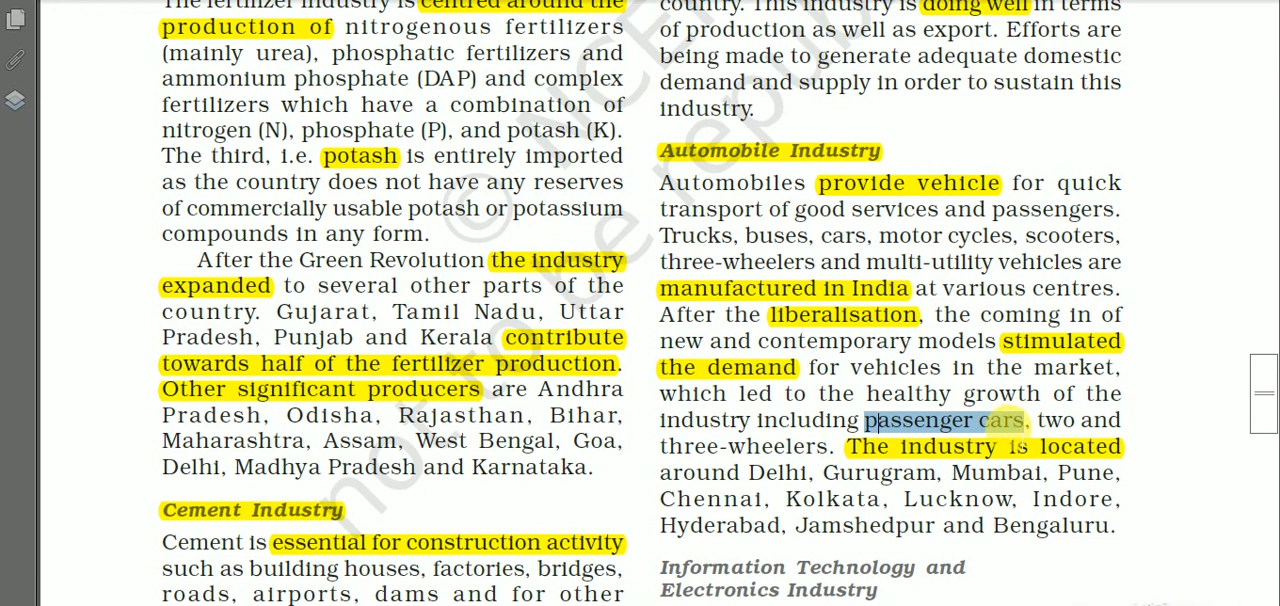 The fertilizer industry is centred around the
production of nitrogenous fertilizers
(mainly urea), phosphatic fertilizers and
ammonium phosphate (DAP) and complex
fertilizers which have a combination of
nitrogen (N), phosphate (P), and potash (K).
The third, i.e. potash is entirely imported
as the country does not have any reserves
of commercially usable potash or potassium
compounds in any form.
After the Green Revolution the industry
expanded to several other parts of the
country. Gujarat, Tamil Nadu, Uttar
Pradesh, Punjab and Kerala contribute
towards half of the fertilizer production.
Other significant producers are Andhra
Pradesh, Odisha, Rajasthan, Bihar,
Maharashtra, Assam, West Bengal, Goa,
Delhi, Madhya Pradesh and Karnataka.
Cement Industry
Cement is essential for construction activity
such as building houses, factories, bridges,
roads, airports, dams and for other
country. This industry is doing well in terms
of production as well as export. Efforts are
being made to generate adequate domestic
demand and supply in order to sustain this
industry.
Automobile Industry
Automobiles provide vehicle for quick
transport of good services and passengers.
Trucks, buses, cars, motor cycles, scooters,
three-wheelers and multi-utility vehicles are
manufactured in India at various centres.
After the liberalisation, the coming in of
new and contemporary models stimulated
the demand for vehicles in the market,
which led to the healthy growth of the
industry including passenger cars, two and
three-wheelers. The industry is located
around Delhi, Gurugram, Mumbai, Pune,
Chennai, Kolkata, Lucknow, Indore,
Hyderabad, Jamshedpur and Bengaluru.
Information Technology and
Electronics Industry
© NCE
not to be republ